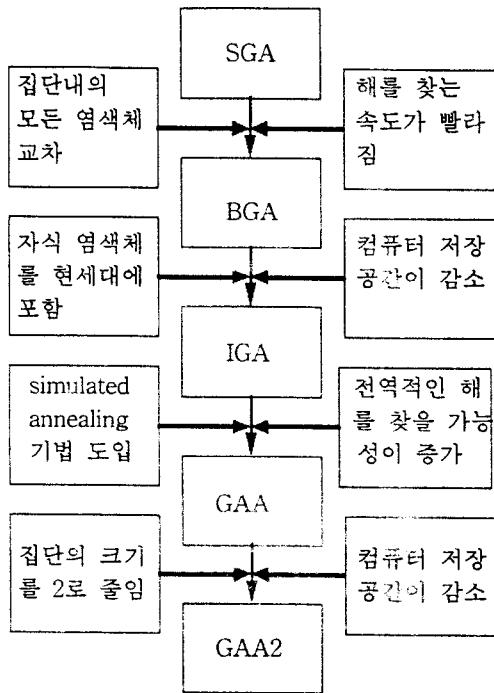 SGA
집단내의
모든 염색체
교차
해를 찾는
속도가 빨라
짐
BGA
자식 염색체
를 현세대에
포함
컴퓨터 저장
공간이 감소
IGA
simulated
annealing
기법 도입
전역적인 해
를 찾을 가능
성이 증가
GAA
집단의 크기
를 2로 줄임
컴퓨터 저장
공간이 감소
GAA2